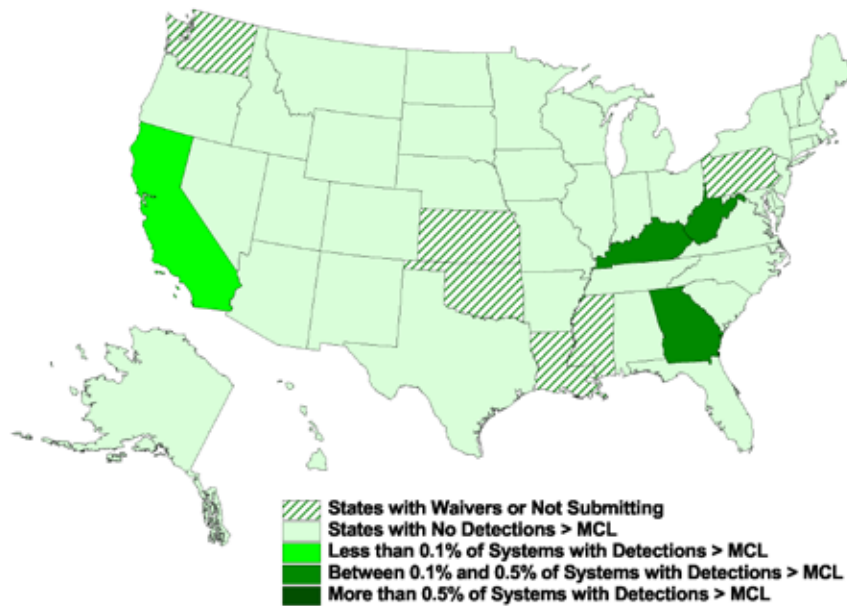 States with Waivers or Not Submitting
States with No Detections > MCL
Less than 0.1% of Systems with Detections > MCL
Between 0.1% and 0.5% of Systems with Detections > MCL
More than 0.5% of Systems with Detections > MCL